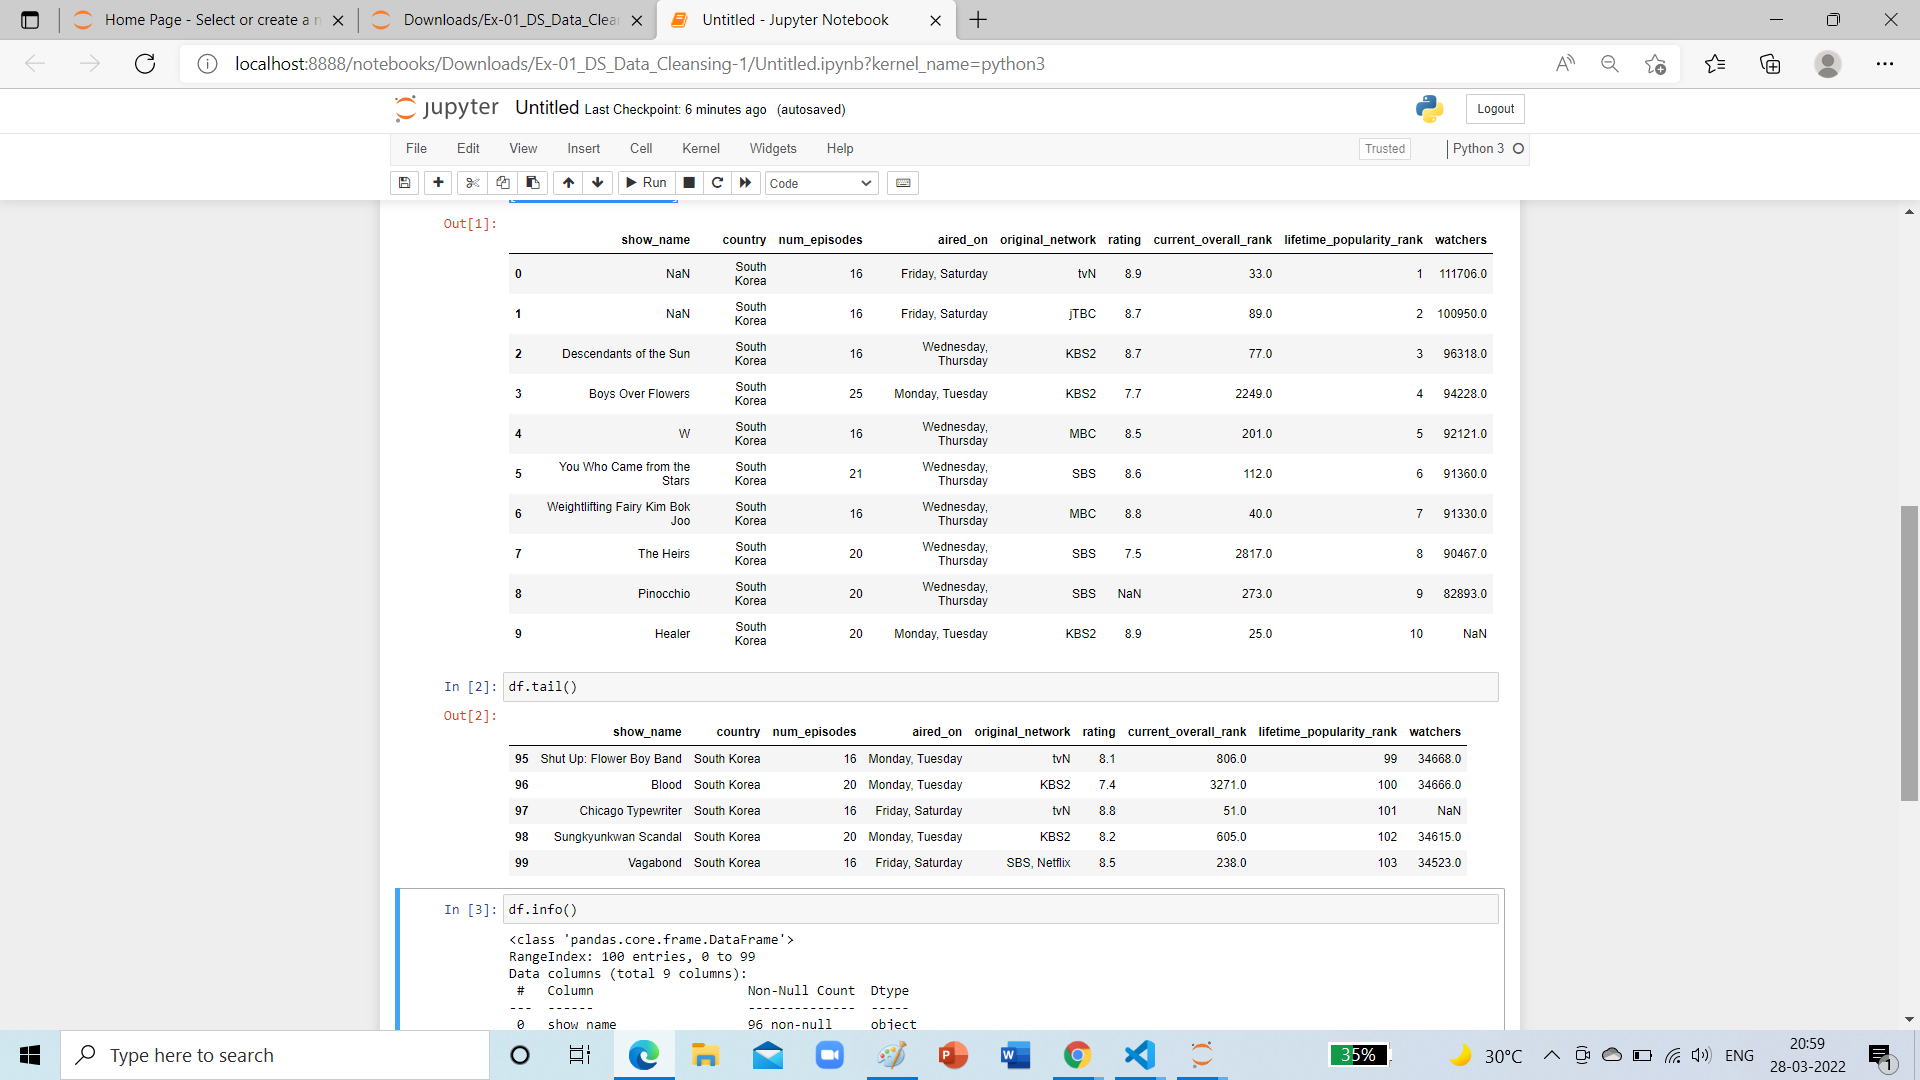 Home Page - Select or create a n
Downloads/Ex-01_DS_Data_Clean
Untitled - Jupyter Notebook
localhost:8888/notebooks/Downloads/Ex-01_DS_Data_Cleansing-1/Untitled.ipynb?kernel_name=python3
jupyter Untitled Last Checkpoint: 6 minutes ago (autosaved)
Logout
File Edit View Insert Cell Kernel Widgets Help
Trusted
Python 3
Run
Code
Out[1]:
show_name country num_episodes aired_on original_network rating current_overall_rank lifetime_popularity_rank watchers
0 NaN South Korea 16 Friday, Saturday tvN 8.9 33.0 1 111706.0
1 NaN South Korea 16 Friday, Saturday jTBC 8.7 89.0 2 100950.0
2 Descendants of the Sun South Korea 16 Wednesday, Thursday KBS2 8.7 77.0 3 96318.0
3 Boys Over Flowers South Korea 25 Monday, Tuesday KBS2 7.7 2249.0 4 94228.0
4 W South Korea 16 Wednesday, Thursday MBC 8.5 201.0 5 92121.0
5 You Who Came from the Stars South Korea 21 Wednesday, Thursday SBS 8.6 112.0 6 91360.0
6 Weightlifting Fairy Kim Bok Joo South Korea 16 Wednesday, Thursday MBC 8.8 40.0 7 91330.0
7 The Heirs South Korea 20 Wednesday, Thursday SBS 7.5 2817.0 8 90467.0
8 Pinocchio South Korea 20 Wednesday, Thursday SBS NaN 273.0 9 82893.0
9 Healer South Korea 20 Monday, Tuesday KBS2 8.9 25.0 10 NaN
In [2]: df.tail()
Out[2]:
show_name country num_episodes aired_on original_network rating current_overall_rank lifetime_popularity_rank watchers
95 Shut Up: Flower Boy Band South Korea 16 Monday, Tuesday tvN 8.1 806.0 99 34668.0
96 Blood South Korea 20 Monday, Tuesday KBS2 7.4 3271.0 100 34666.0
97 Chicago Typewriter South Korea 16 Friday, Saturday tvN 8.8 51.0 101 NaN
98 Sungkyunkwan Scandal South Korea 20 Monday, Tuesday KBS2 8.2 605.0 102 34615.0
99 Vagabond South Korea 16 Friday, Saturday SBS, Netflix 8.5 238.0 103 34523.0
In [3]: df.info()
<class 'pandas.core.frame.DataFrame'>
RangeIndex: 100 entries, 0 to 99
Data columns (total 9 columns):
# Column Non-Null Count Dtype
--- ------ -------------- -----
0 show_name 96 non-null object
Type here to search
35%
30°C
ENG
20:59
28-03-2022
1